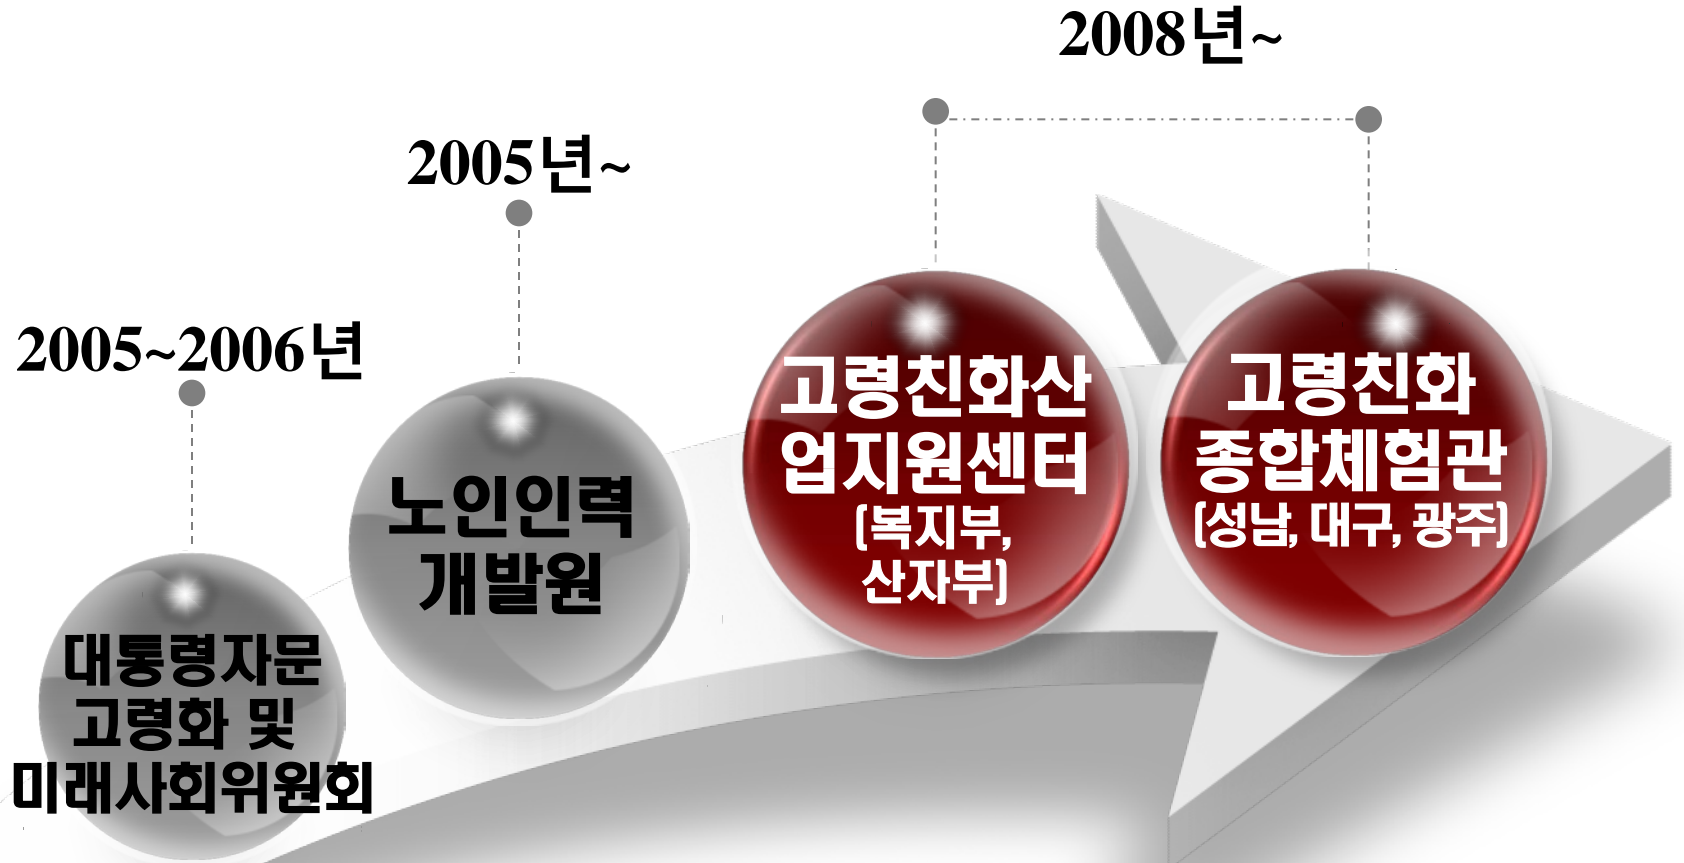 2005~2006년
대통령자문
고령화 및
미래사회위원회
2005년~
노인인력
개발원
2008년~
고령친화산
업지원센터
(복지부,
산자부)
고령친화
종합체험관
(성남, 대구, 광주)